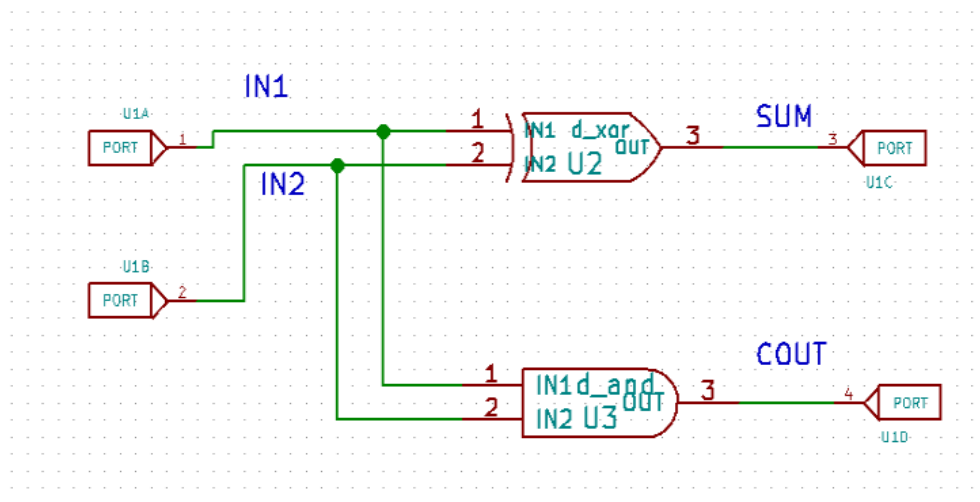 IN1
U1A
PORT
1
1
IN1 d_xor
OUT
3
SUM
3
PORT
2
IN2 U2
U1C
IN2
U1B
PORT
2
COUT
1
IN1 d_and
OUT
3
4
PORT
2
IN2 U3
U1D